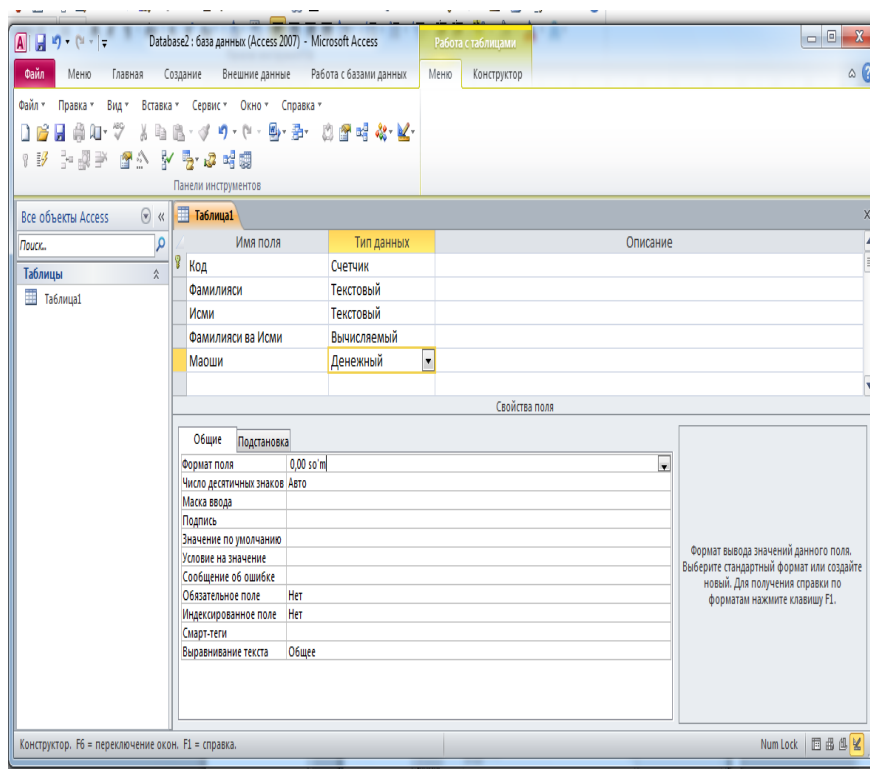 Database2 : база данных (Access 2007) - Microsoft Access
Работа с таблицами
Файл Меню Главная Создание Внешние данные Работа с базами данных Меню Конструктор
Файл Правка Вид Вставка Сервис Окно Справка
Панели инструментов
Все объекты Access
Таблица1
Поиск...
Имя поля Тип данных Описание
Таблицы
Код Счетчик
Таблица1
Фамилияси Текстовый
Исми Текстовый
Фамилияси ва Исми Вычисляемый
Маоши Денежный
Свойства поля
Общие Подстановка
Формат поля 0,00 so'm
Число десятичных знаков Авто
Маска ввода
Подпись
Значение по умолчанию
Условие на значение
Сообщение об ошибке
Обязательное поле Нет
Индексированное поле Нет
Смарт-теги
Выравнивание текста Общее
Формат вывода значений данного поля.
Выберите стандартный формат или создайте
новый. Для получения справки по
форматам нажмите клавишу F1.
Конструктор. F6 = переключение окон. F1 = справка. Num Lock